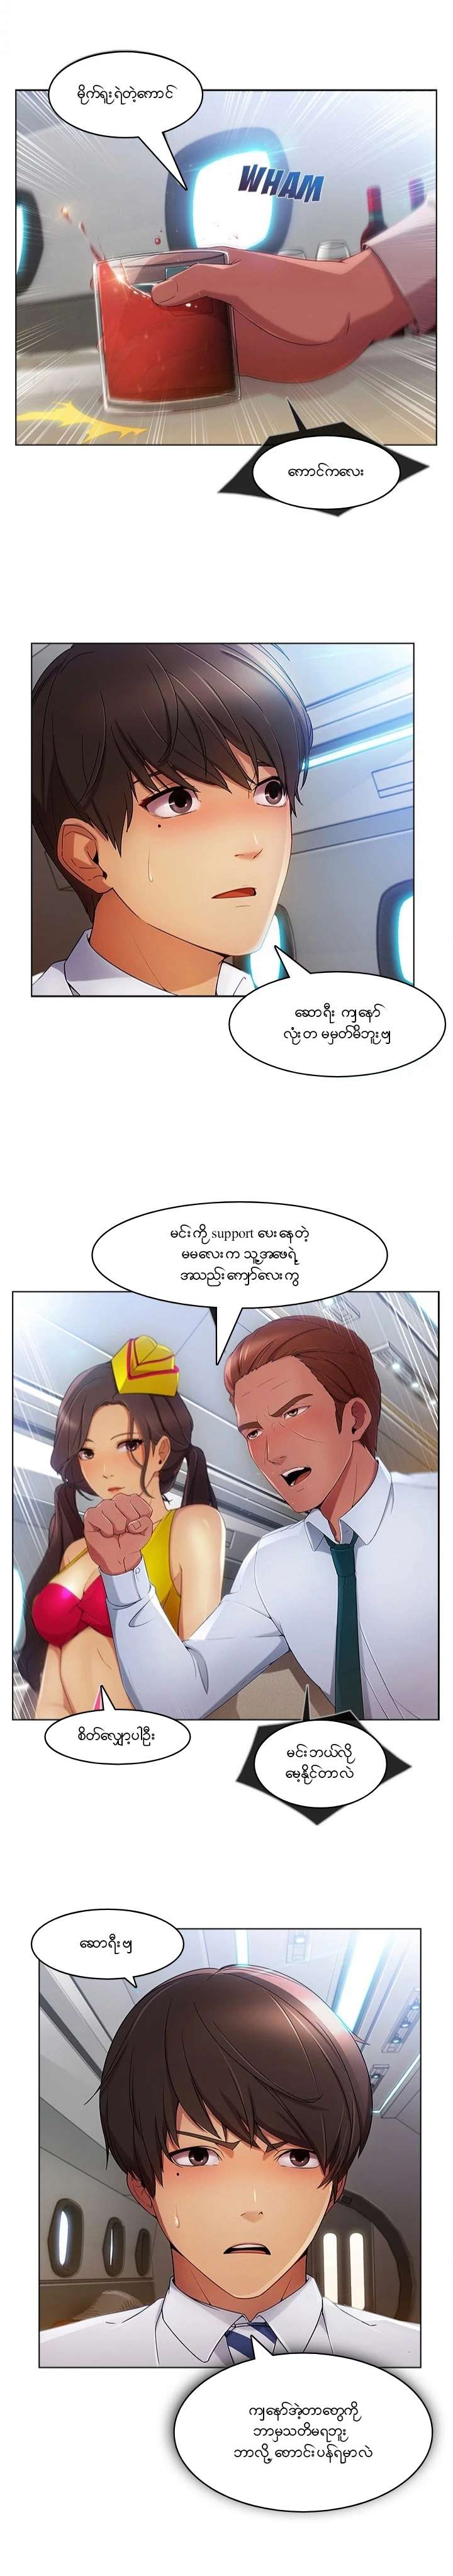 မိုက်ရူးရဲတဲ့ကောင်
WHAM
ကောင်ကလေး
ဆောရီး ကျနော်
လုံးဝ မမှတ်မိဘူးဗျ
မင်းကို support ပေးနေတဲ့
မမလေးက သူ့အဖေရဲ့
အသည်းကျော်လေးကွ
စိတ်လျှော့ပါဦး
မင်းဘယ်လို
မေ့နိုင်တာလဲ
ဆောရီးဗျ
ကျနော်အဲ့တာတွေကို
ဘာမှသတိမရဘူး
ဘာလို့ တောင်းပန်ရမှာလဲ